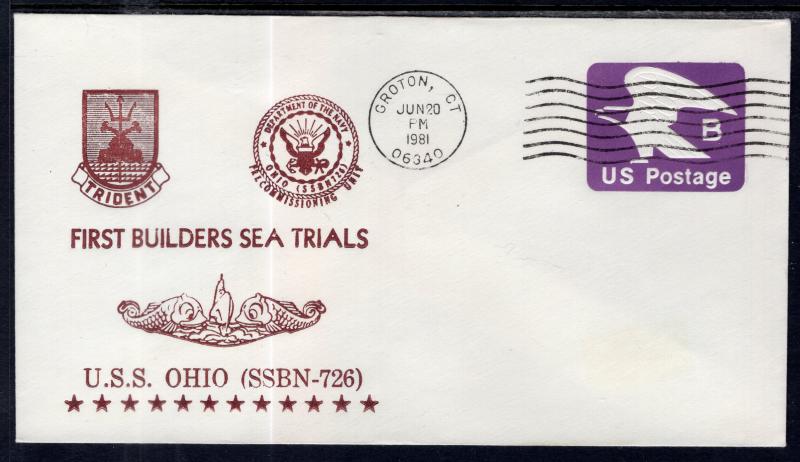 TRIDENT
DEPARTMENT OF THE NAVY
OHIO (SSBN726)
PRECOMMISSIONING UNIT
GROTON, CT
JUN 20
PM
1981
06340
B
US Postage
FIRST BUILDERS SEA TRIALS
U.S.S. OHIO (SSBN-726)